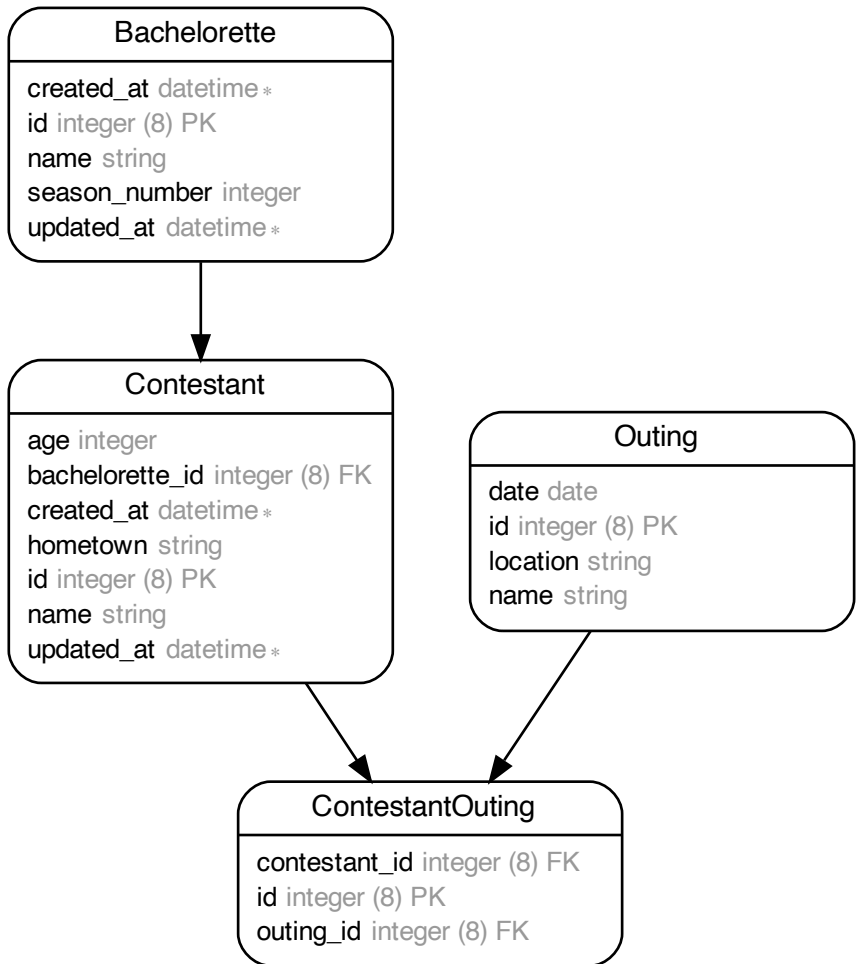 Bachelorette
created_at datetime *
id integer (8) PK
name string
season_number integer
updated_at datetime *
Contestant
age integer
bachelorette_id integer (8) FK
created_at datetime *
hometown string
id integer (8) PK
name string
updated_at datetime *
Outing
date date
id integer (8) PK
location string
name string
ContestantOuting
contestant_id integer (8) FK
id integer (8) PK
outing_id integer (8) FK